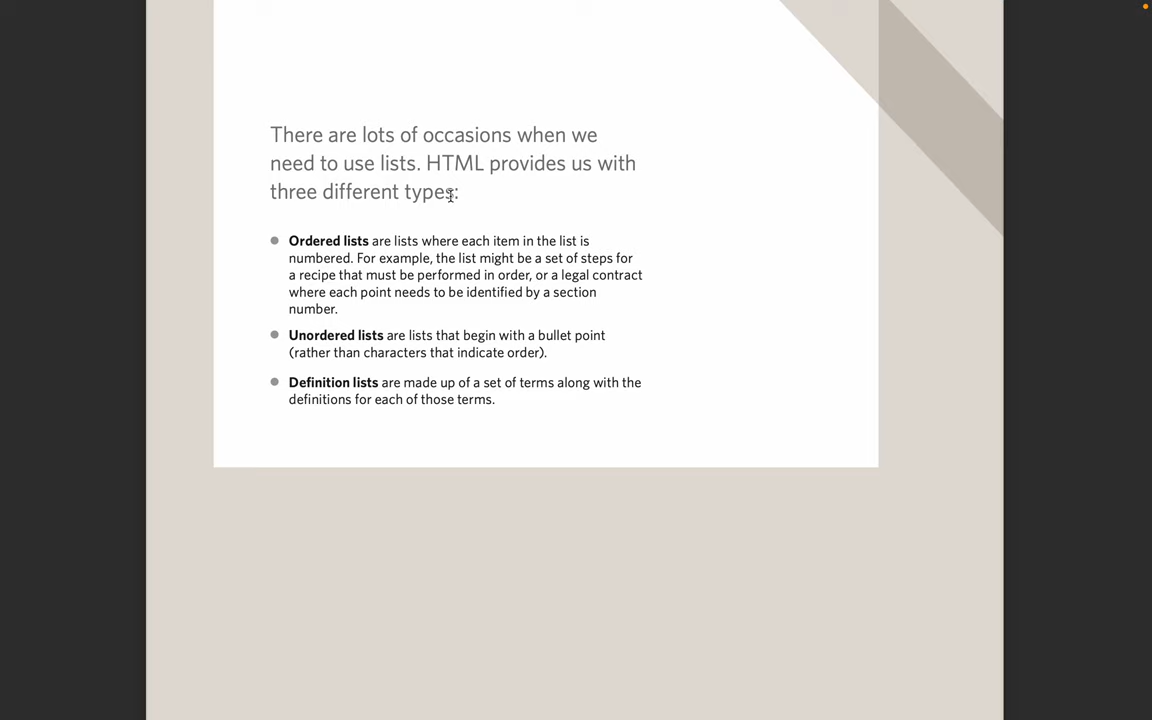 There are lots of occasions when we
need to use lists. HTML provides us with
three different types:
Ordered lists are lists where each item in the list is
numbered. For example, the list might be a set of steps for
a recipe that must be performed in order, or a legal contract
where each point needs to be identified by a section
number.
Unordered lists are lists that begin with a bullet point
(rather than characters that indicate order).
Definition lists are made up of a set of terms along with the
definitions for each of those terms.